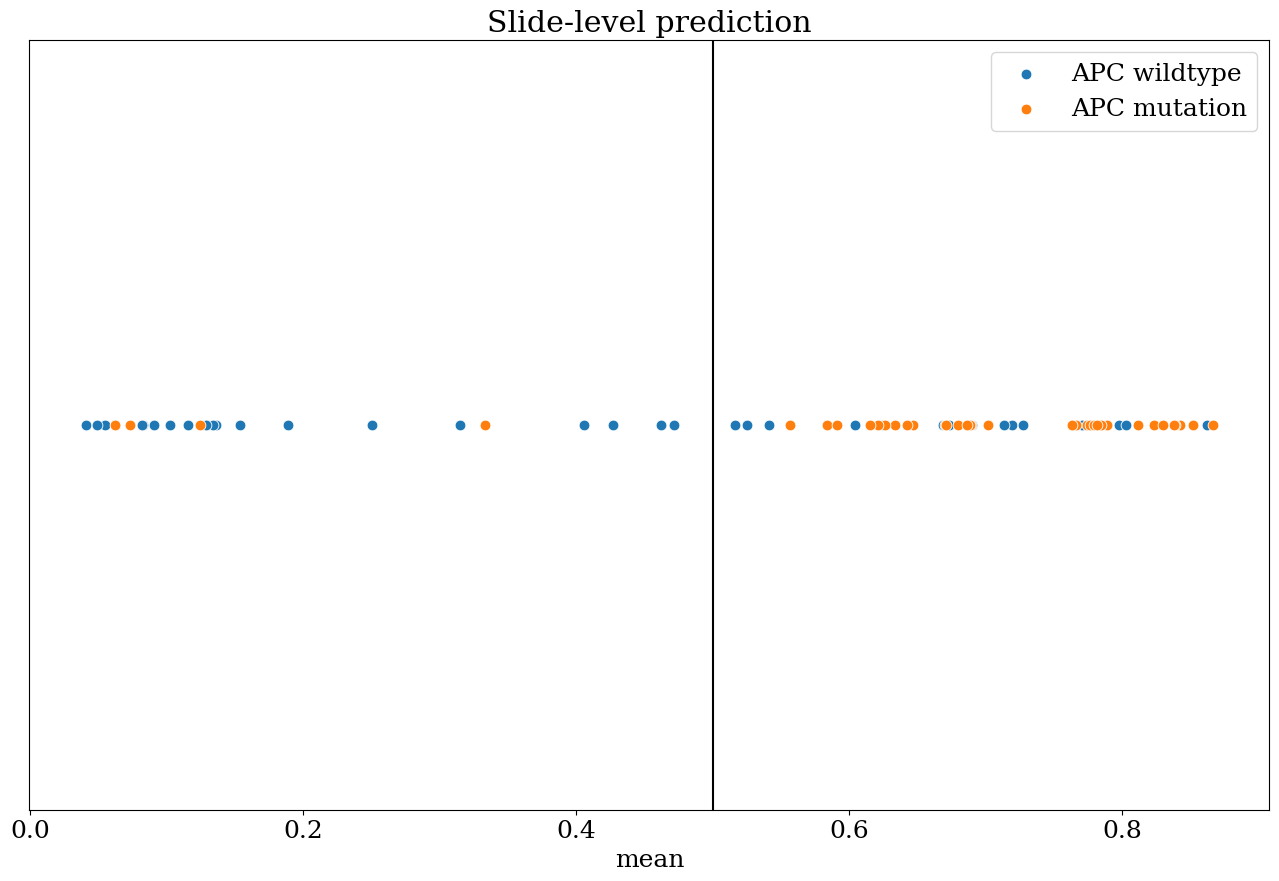 Slide-level prediction
APC wildtype
APC mutation
0.0 0.2 0.4 0.6 0.8
mean